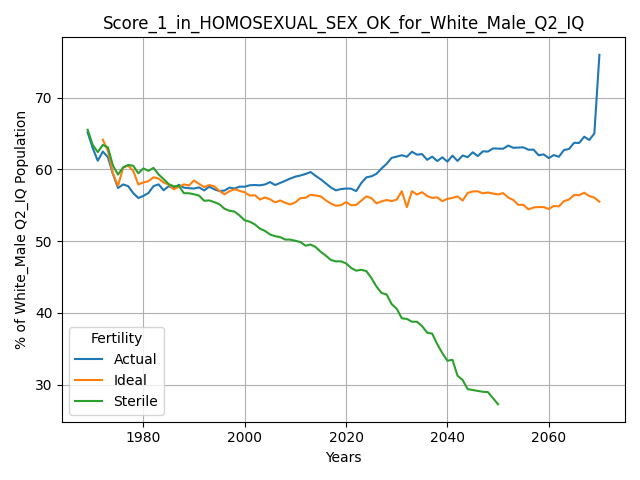 Score_1_in_HOMOSEXUAL_SEX_OK_for_White_Male_Q2_IQ
% of White_Male Q2_IQ Population
70
60
50
40
30
Fertility
Actual
Ideal
Sterile
1980 2000 2020 2040 2060
Years